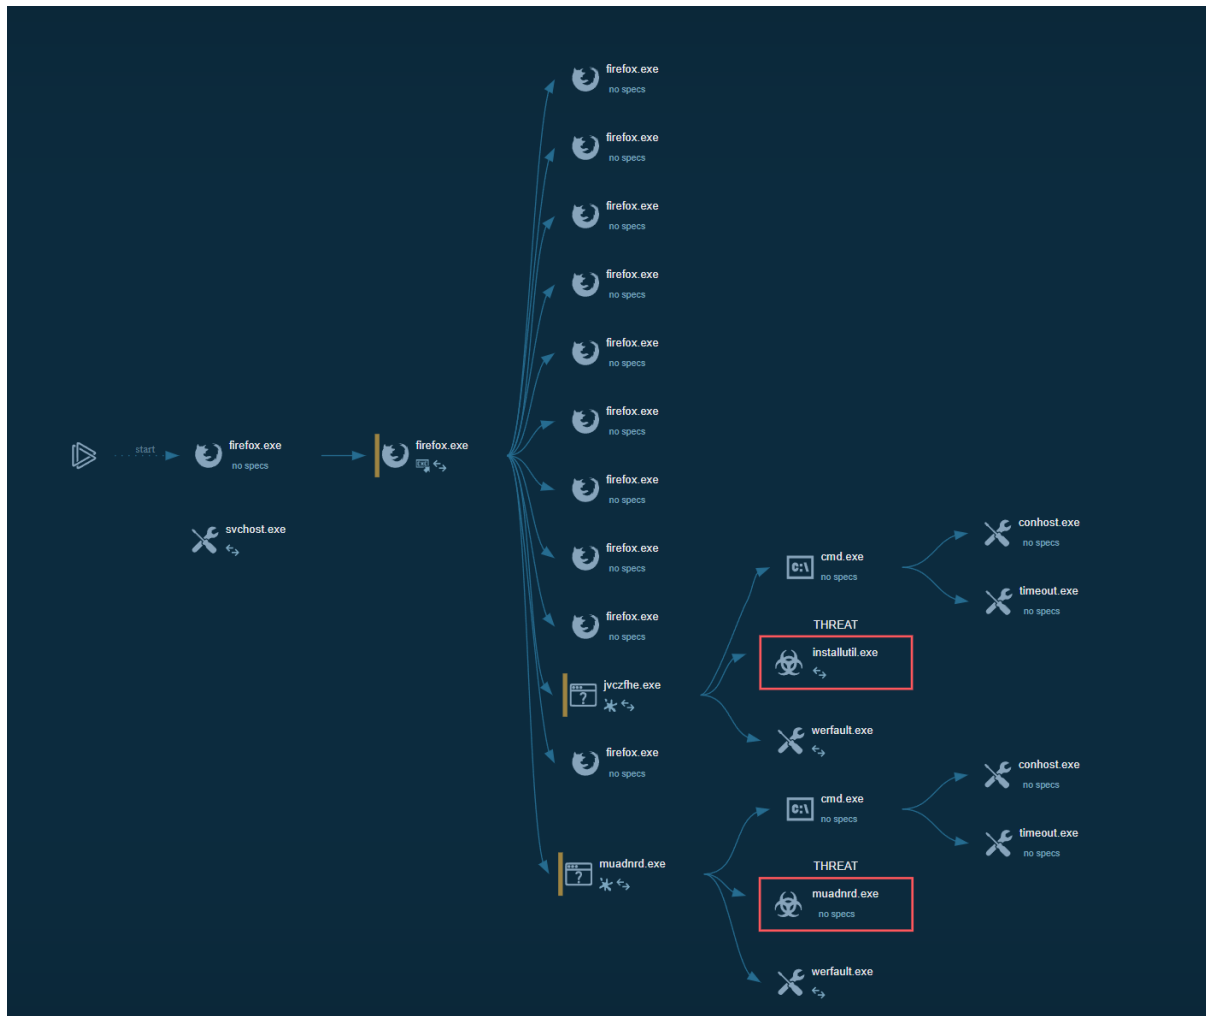 firefox.exe
no specs
firefox.exe
no specs
firefox.exe
no specs
firefox.exe
no specs
firefox.exe
no specs
firefox.exe
no specs
start
firefox.exe
no specs
firefox.exe
EXE
firefox.exe
no specs
svchost.exe
firefox.exe
no specs
firefox.exe
no specs
jvczfhe.exe
?
firefox.exe
no specs
muadnrd.exe
?
C:\
cmd.exe
no specs
conhost.exe
no specs
timeout.exe
no specs
THREAT
installutil.exe
werfault.exe
C:\
cmd.exe
no specs
conhost.exe
no specs
timeout.exe
no specs
THREAT
muadnrd.exe
no specs
werfault.exe